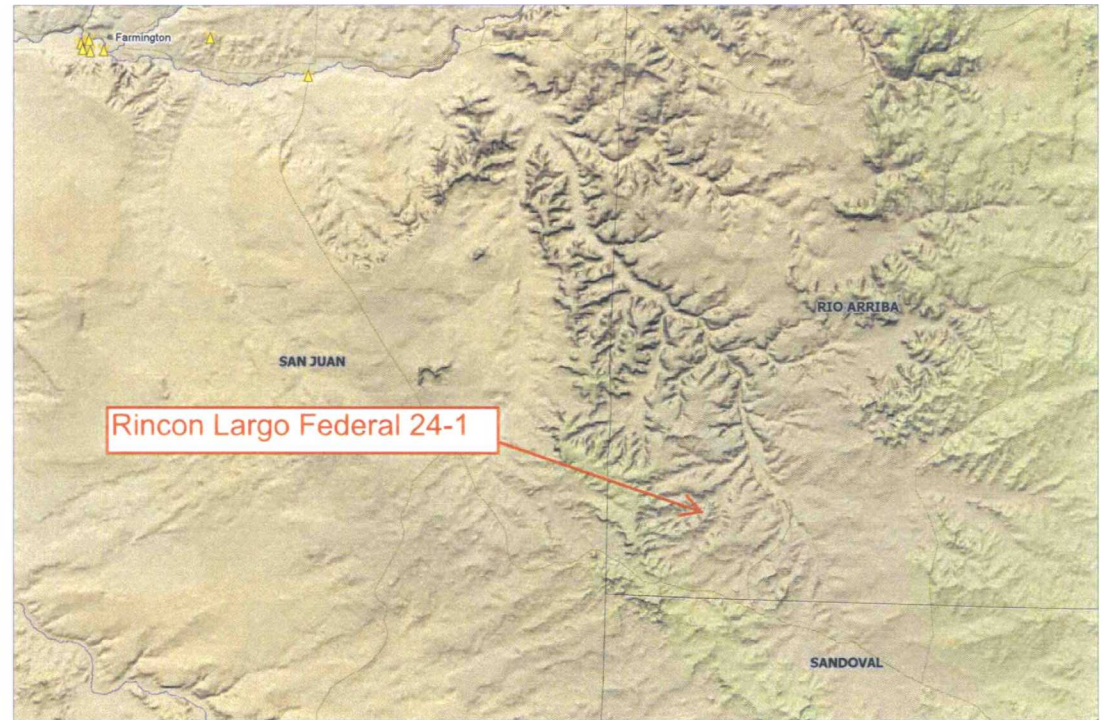 Farmington
RIO ARRIBA
SAN JUAN
Rincon Largo Federal 24-1
SANDOVAL